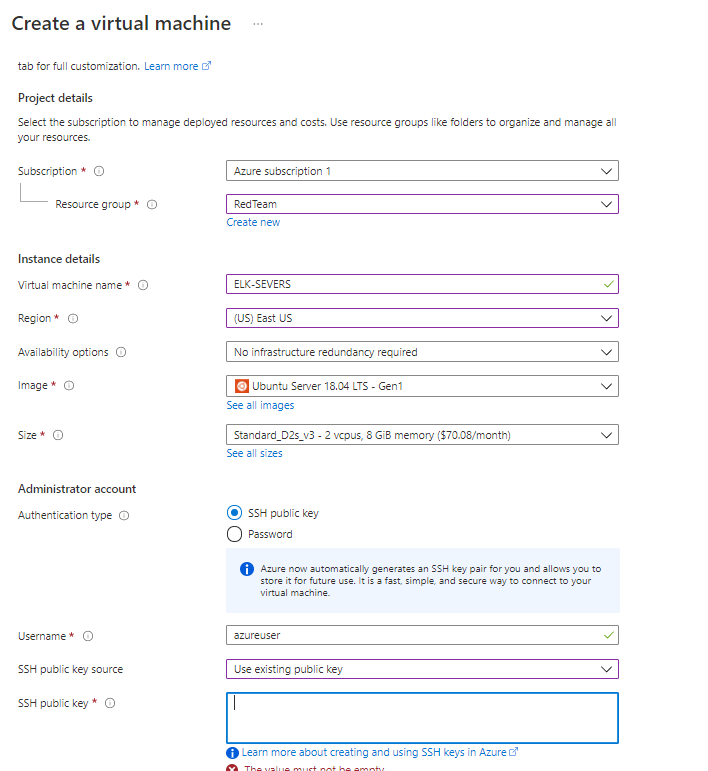 Create a virtual machine ...
tab for full customization. Learn more
Project details
Select the subscription to manage deployed resources and costs. Use resource groups like folders to organize and manage all
your resources.
Subscription * Azure subscription 1
Resource group * RedTeam
Create new
Instance details
Virtual machine name * ELK-SEVERS
Region * (US) East US
Availability options No infrastructure redundancy required
Image * Ubuntu Server 18.04 LTS - Gen1
See all images
Size * Standard_D2s_v3 - 2 vcpus, 8 GiB memory ($70.08/month)
See all sizes
Administrator account
Authentication type SSH public key
Password
Azure now automatically generates an SSH key pair for you and allows you to
store it for future use. It is a fast, simple, and secure way to connect to your
virtual machine.
Username * azureuser
SSH public key source Use existing public key
SSH public key *
Learn more about creating and using SSH keys in Azure
The value must not be empty.